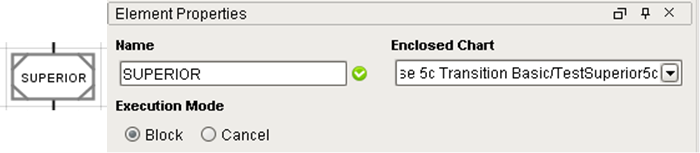 Element Properties
Name
Enclosed Chart
SUPERIOR
SUPERIOR
se 5c Transition Basic/TestSuperior5c
Execution Mode
Block
Cancel